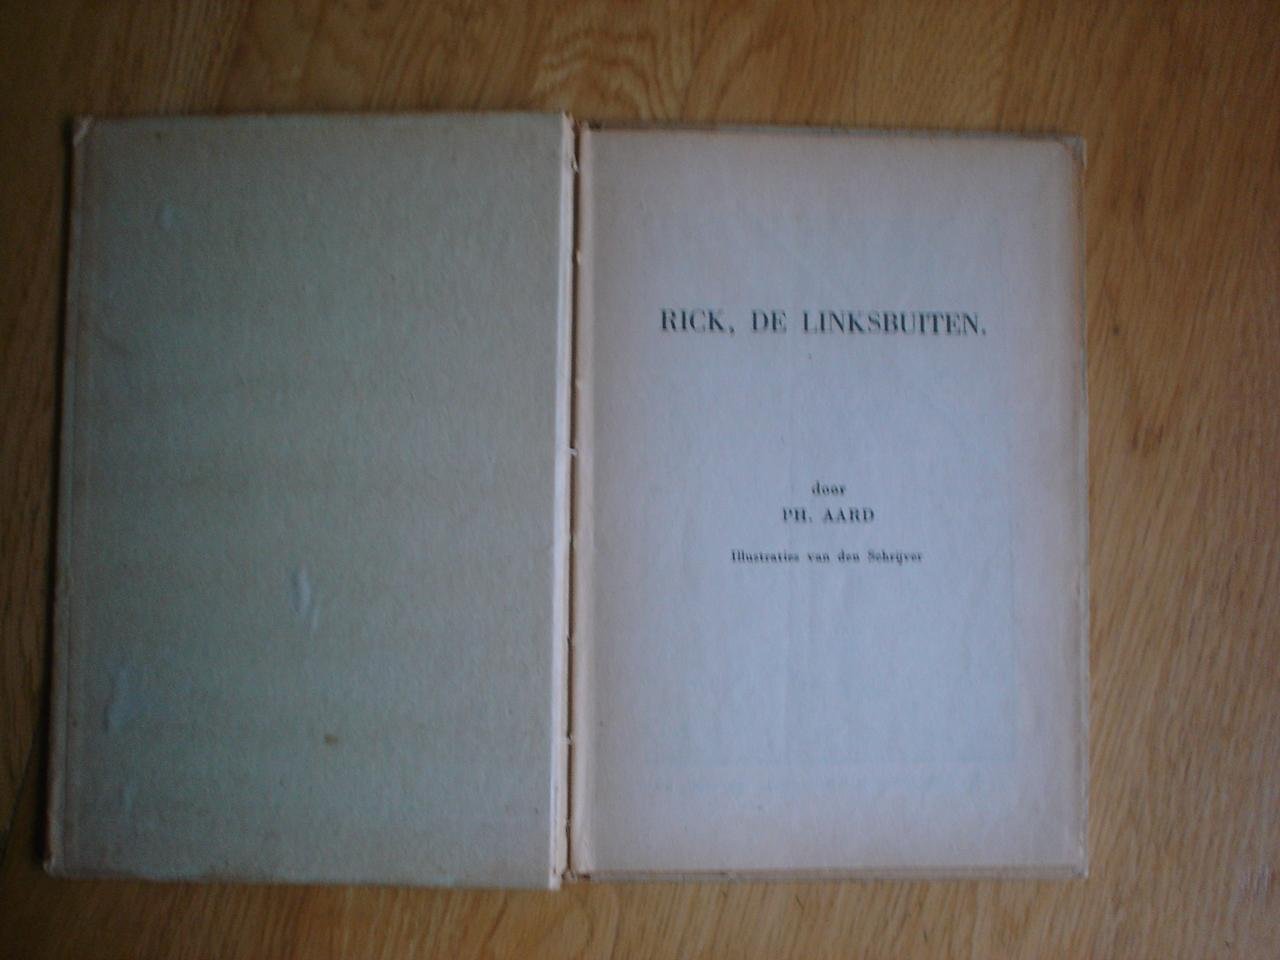 RICK, DE LINKSBUITEN.
door
PH. AARD
Illustraties van den Schrijver